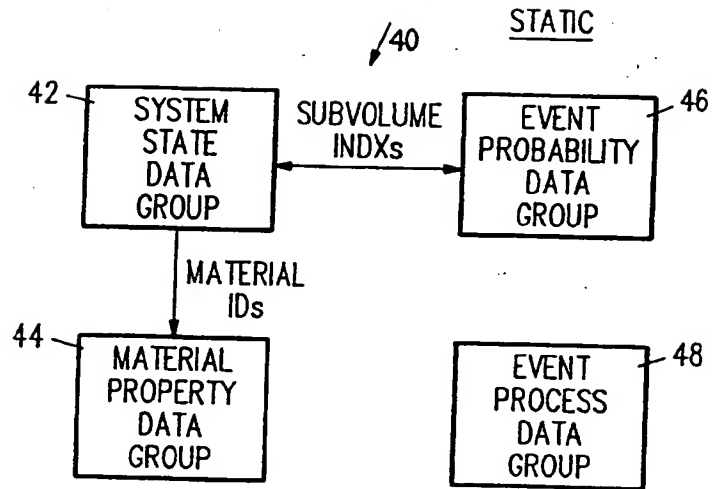 STATIC
40
42
SYSTEM
STATE
DATA
GROUP
SUBVOLUME
INDXs
46
EVENT
PROBABILITY
DATA
GROUP
MATERIAL
IDs
44
MATERIAL
PROPERTY
DATA
GROUP
48
EVENT
PROCESS
DATA
GROUP